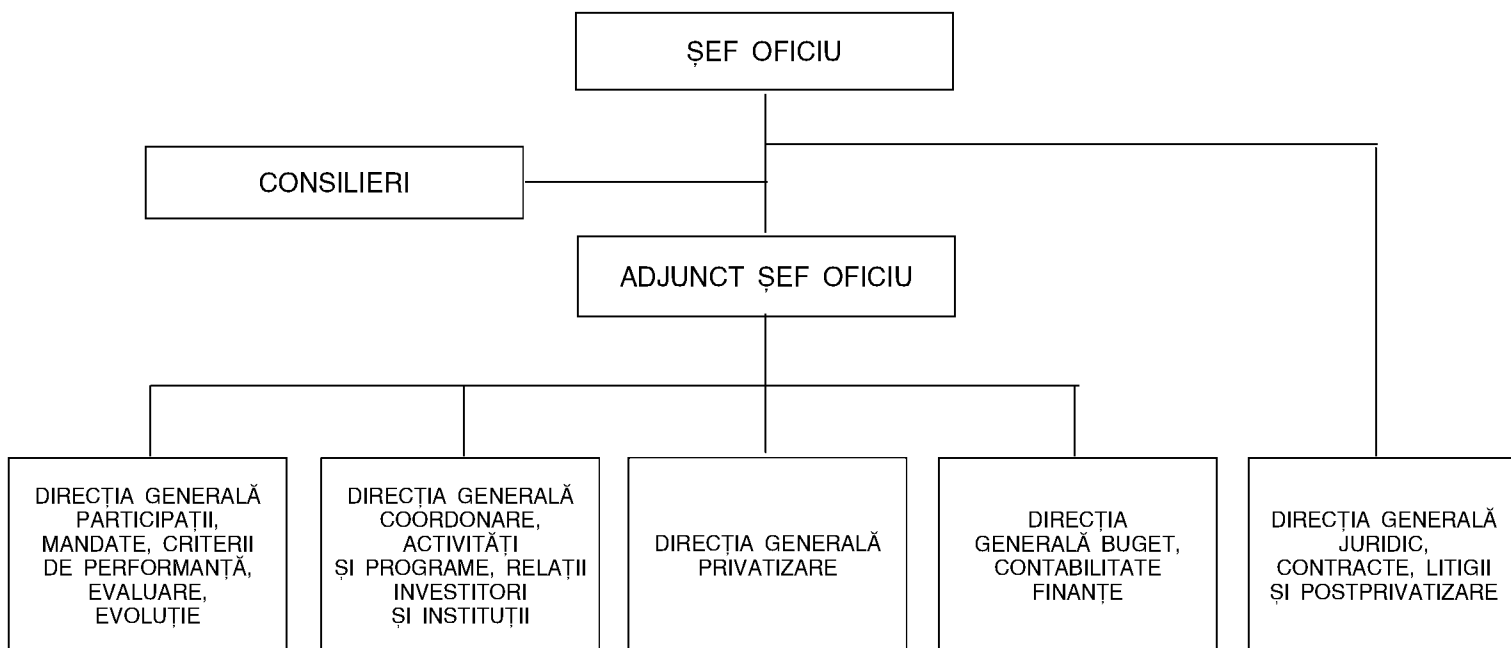 ȘEF OFICIU
CONSILIERI
ADJUNCT ȘEF OFICIU
DIRECȚIA GENERALĂ
PARTICIPAȚII,
MANDATE, CRITERII
DE PERFORMANȚĂ,
EVALUARE,
EVOLUȚIE
DIRECȚIA GENERALĂ
COORDONARE,
ACTIVITĂȚI
ȘI PROGRAME, RELAȚII
INVESTITORI
ȘI INSTITUȚII
DIRECȚIA GENERALĂ
PRIVATIZARE
DIRECȚIA
GENERALĂ BUGET,
CONTABILITATE
FINANȚE
DIRECȚIA GENERALĂ
JURIDIC,
CONTRACTE, LITIGII
ȘI POSTPRIVATIZARE